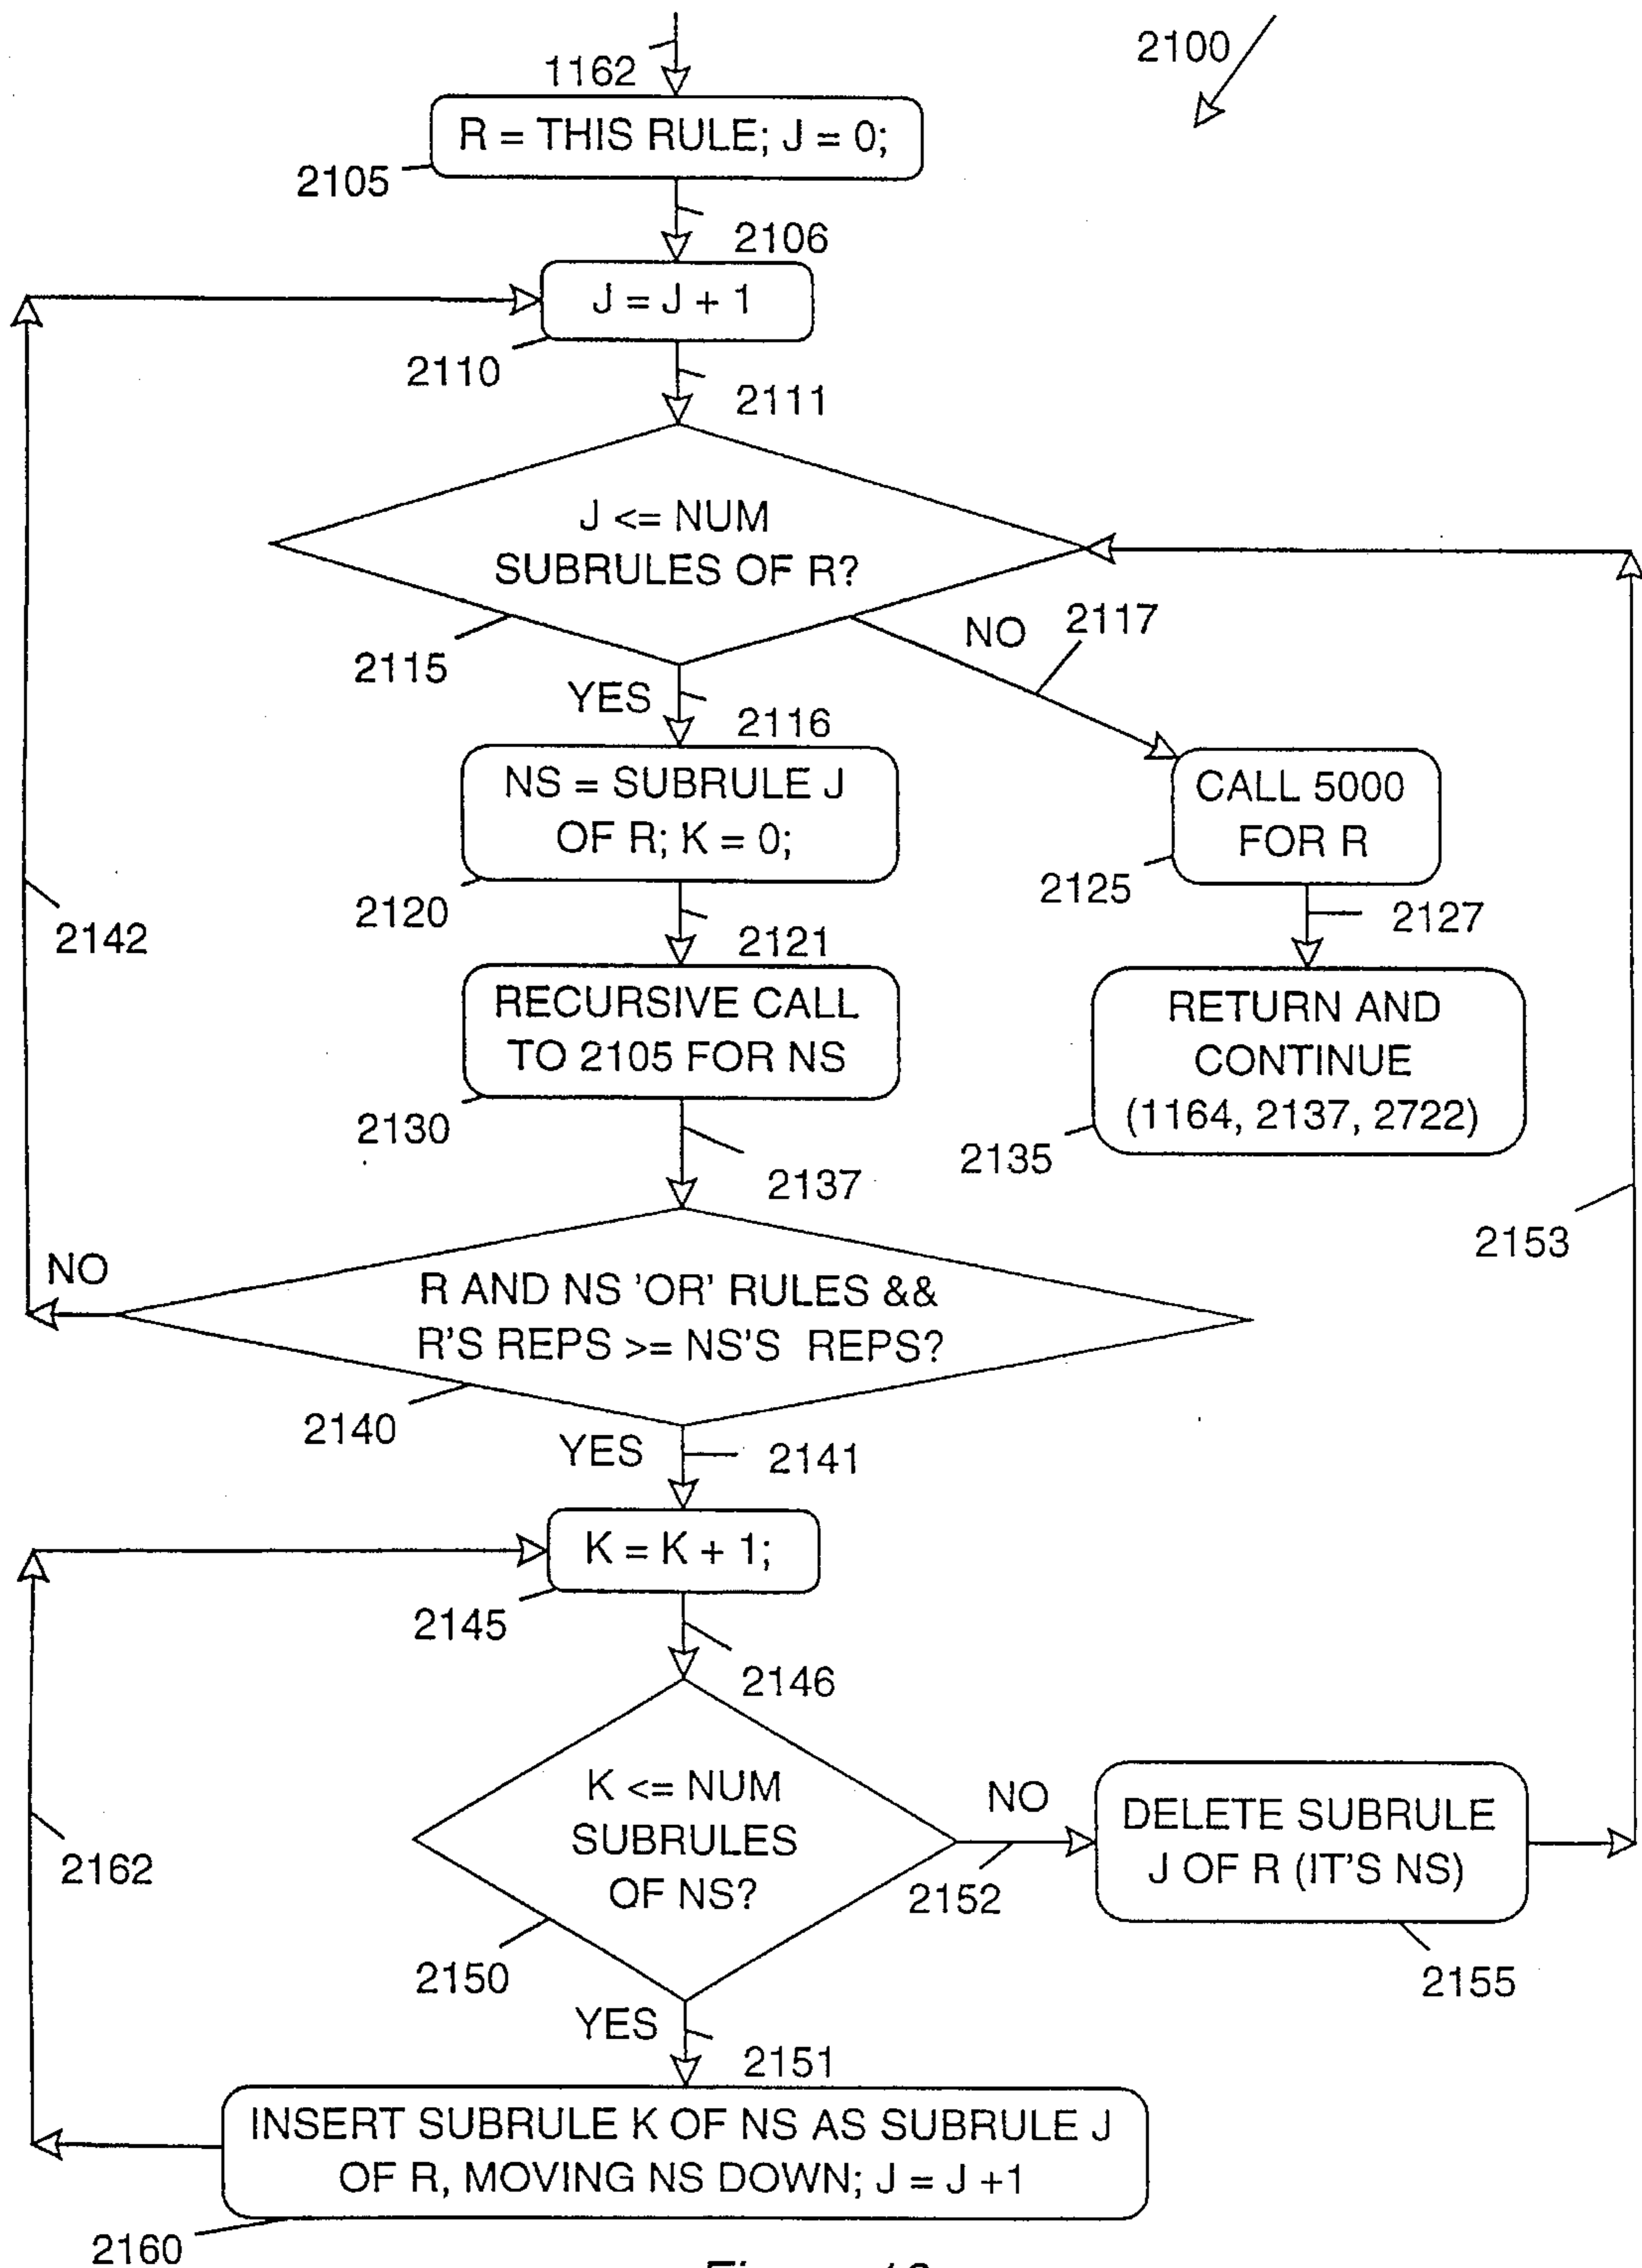 2100
1162
R = THIS RULE; J = 0;
2105
2106
J = J + 1
2110
2111
J <= NUM
SUBRULES OF R?
2115
NO
2117
YES
2116
NS = SUBRULE J
OF R; K = 0;
2120
CALL 5000
FOR R
2125
2127
2121
2142
RECURSIVE CALL
TO 2105 FOR NS
2130
RETURN AND
CONTINUE
(1164, 2137, 2722)
2135
2137
2153
NO
R AND NS 'OR' RULES &&
R'S REPS >= NS'S REPS?
2140
YES
2141
K = K + 1;
2145
2146
K <= NUM
SUBRULES
OF NS?
2150
NO
2152
DELETE SUBRULE
J OF R (IT'S NS)
2155
2162
YES
2151
INSERT SUBRULE K OF NS AS SUBRULE J
OF R, MOVING NS DOWN; J = J +1
2160